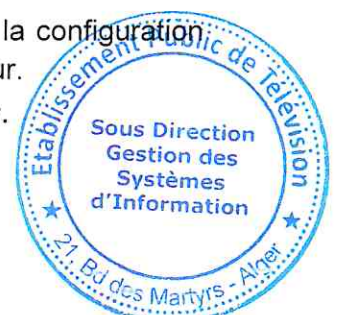 la configuration
ur.
.
Etablissement Public de Télévision
Sous Direction
Gestion des
Systèmes
d'Information
★ 21, Bd des Martyrs - Alger ★